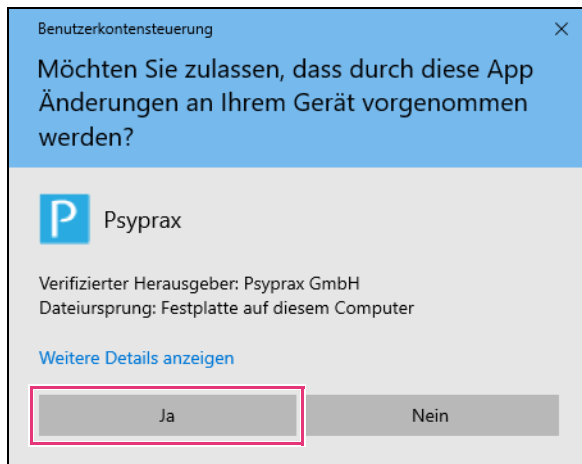 Benutzerkontensteuerung
Möchten Sie zulassen, dass durch diese App
Änderungen an Ihrem Gerät vorgenommen
werden?
P
Psyprax
Verifizierter Herausgeber: Psyprax GmbH
Dateiursprung: Festplatte auf diesem Computer
Weitere Details anzeigen
Ja
Nein